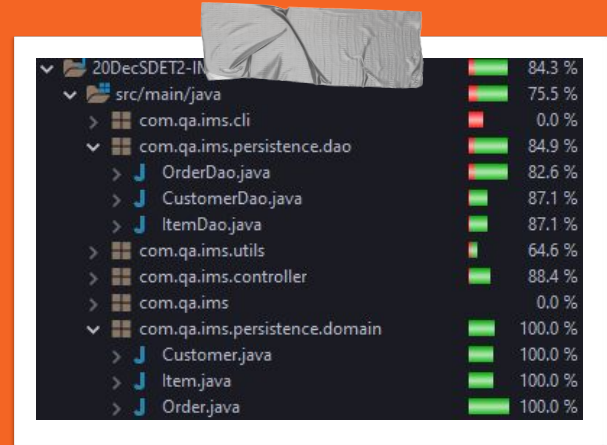 20DecSDET2-IN 84.3 %
src/main/java 75.5 %
com.qa.ims.cli 0.0 %
com.qa.ims.persistence.dao 84.9 %
OrderDao.java 82.6 %
CustomerDao.java 87.1 %
ItemDao.java 87.1 %
com.qa.ims.utils 64.6 %
com.qa.ims.controller 88.4 %
com.qa.ims 0.0 %
com.qa.ims.persistence.domain 100.0 %
Customer.java 100.0 %
Item.java 100.0 %
Order.java 100.0 %